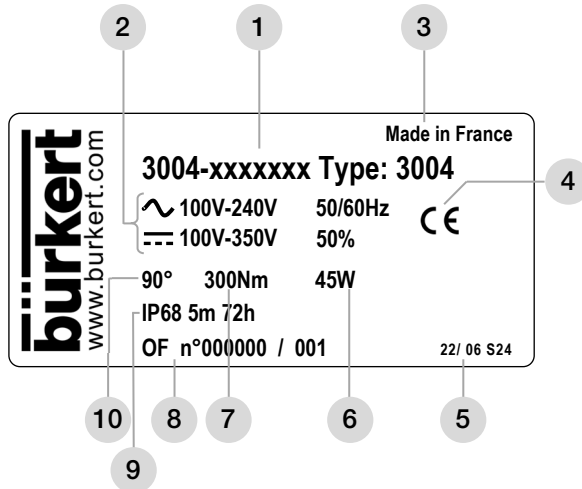 2
1
3
bürkert
www.burkert.com
Made in France
3004-xxxxxxx Type: 3004
4
100V-240V 50/60Hz
CE
100V-350V 50%
90° 300Nm 45W
IP68 5m 72h
OF n°000000 / 001
22/ 06 S24
10
8
7
6
5
9